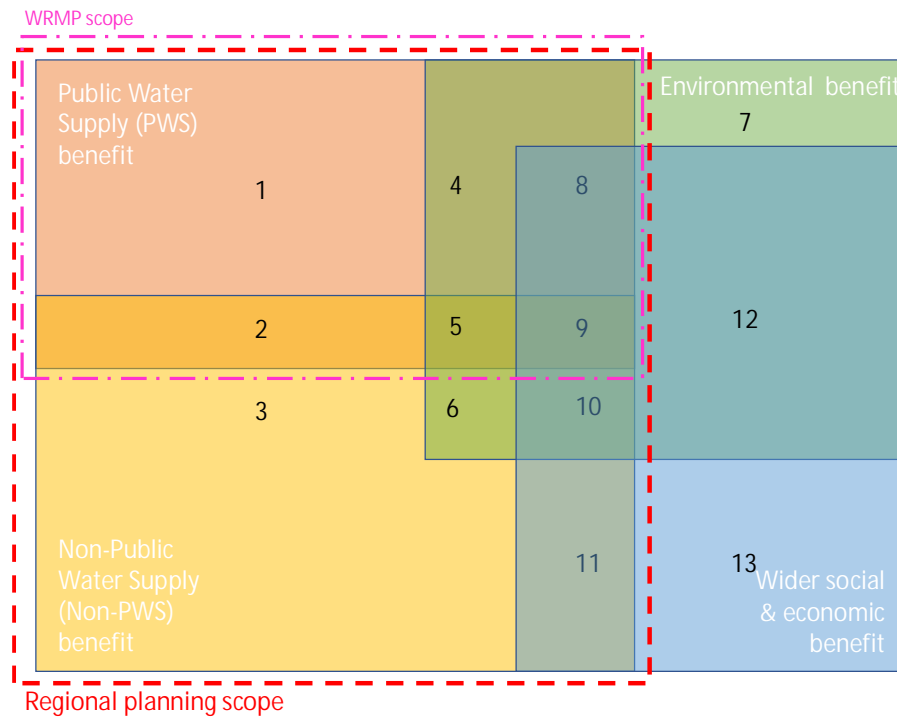 WRMP scope
Public Water
Supply (PWS)
benefit
Environmental benefit
7
1
4
8
2
5
9
12
3
6
10
Non-Public
Water Supply
(Non-PWS)
benefit
11
13
Wider social
& economic
benefit
Regional planning scope